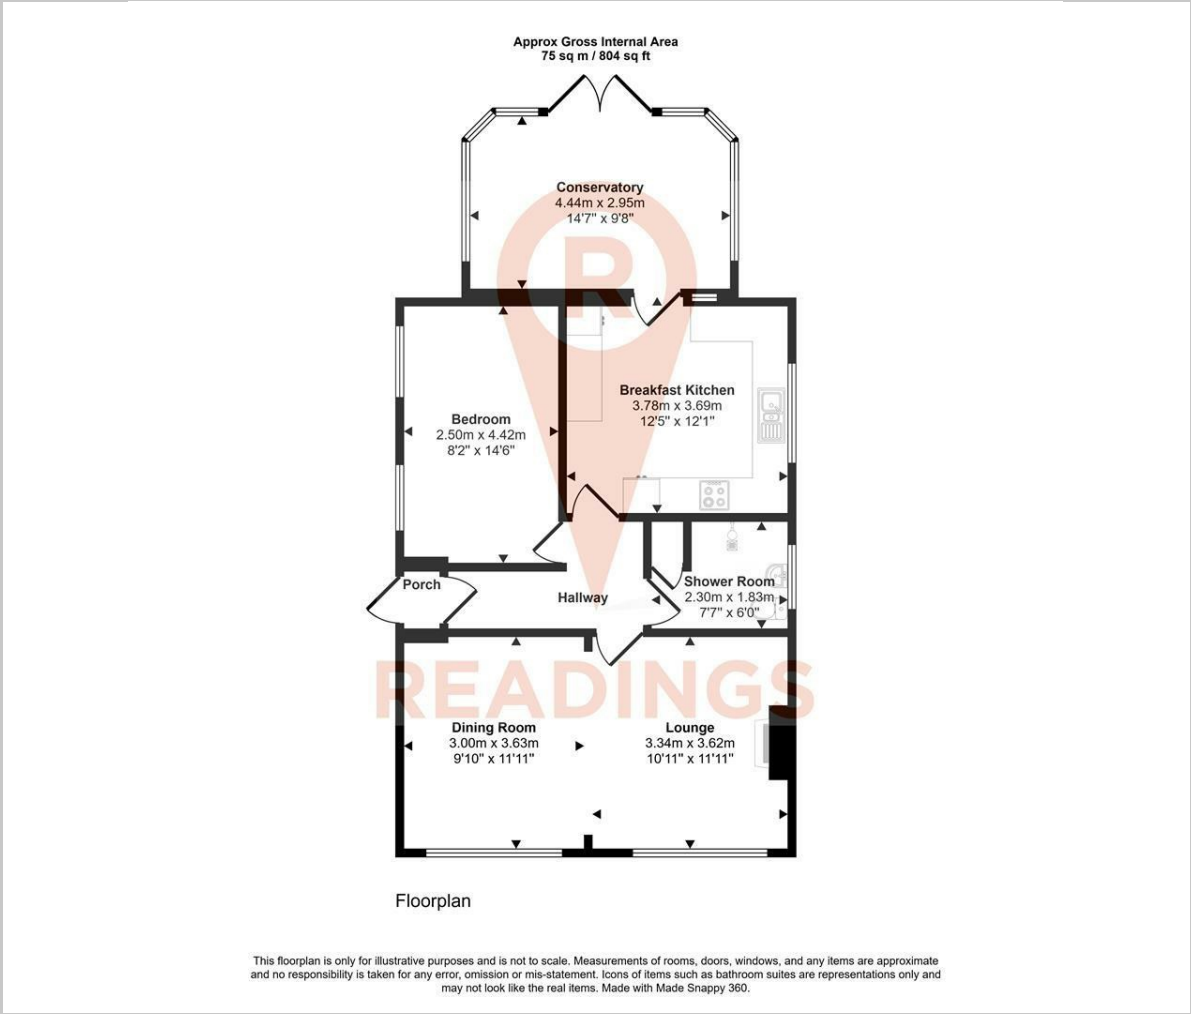 Approx Gross Internal Area
75 sq m / 804 sq ft
Conservatory
4.44m x 2.95m
14'7" x 9'8"
R
Breakfast Kitchen
3.78m x 3.69m
12'5" x 12'1"
Bedroom
2.50m x 4.42m
8'2" x 14'6"
Porch
Hallway
Shower Room
2.30m x 1.83m
7'7" x 6'0"
READINGS
Dining Room
3.00m x 3.63m
9'10" x 11'11"
Lounge
3.34m x 3.62m
10'11" x 11'11"
Floorplan
This floorplan is only for illustrative purposes and is not to scale. Measurements of rooms, doors, windows, and any items are approximate
and no responsibility is taken for any error, omission or mis-statement. Icons of items such as bathroom suites are representations only and
may not look like the real items. Made with Made Snappy 360.